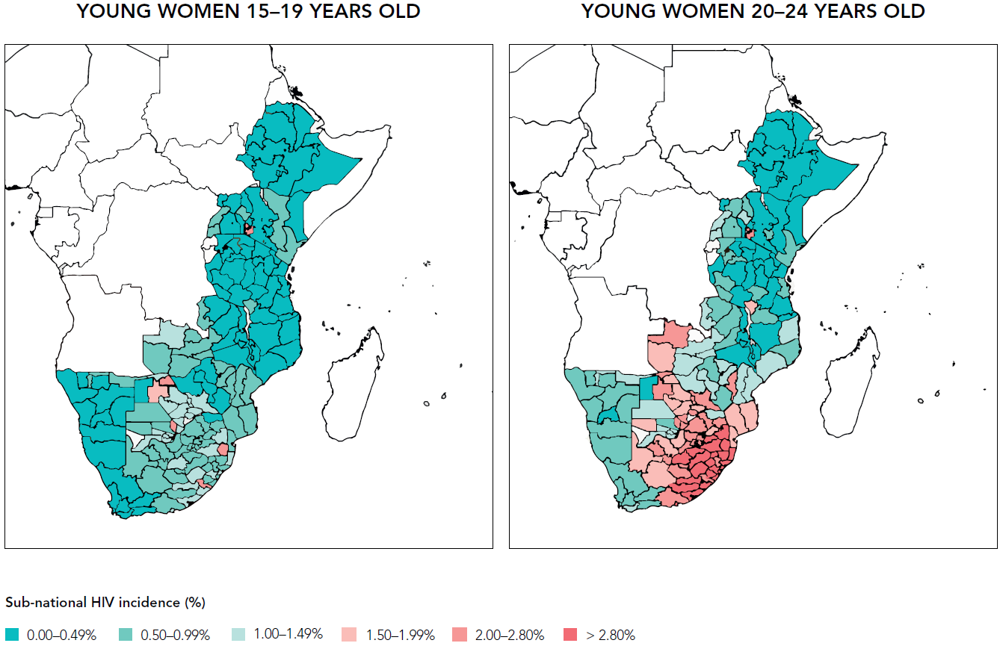 YOUNG WOMEN 15–19 YEARS OLD
YOUNG WOMEN 20–24 YEARS OLD
Sub-national HIV incidence (%)
0.00–0.49%
0.50–0.99%
1.00–1.49%
1.50–1.99%
2.00–2.80%
> 2.80%